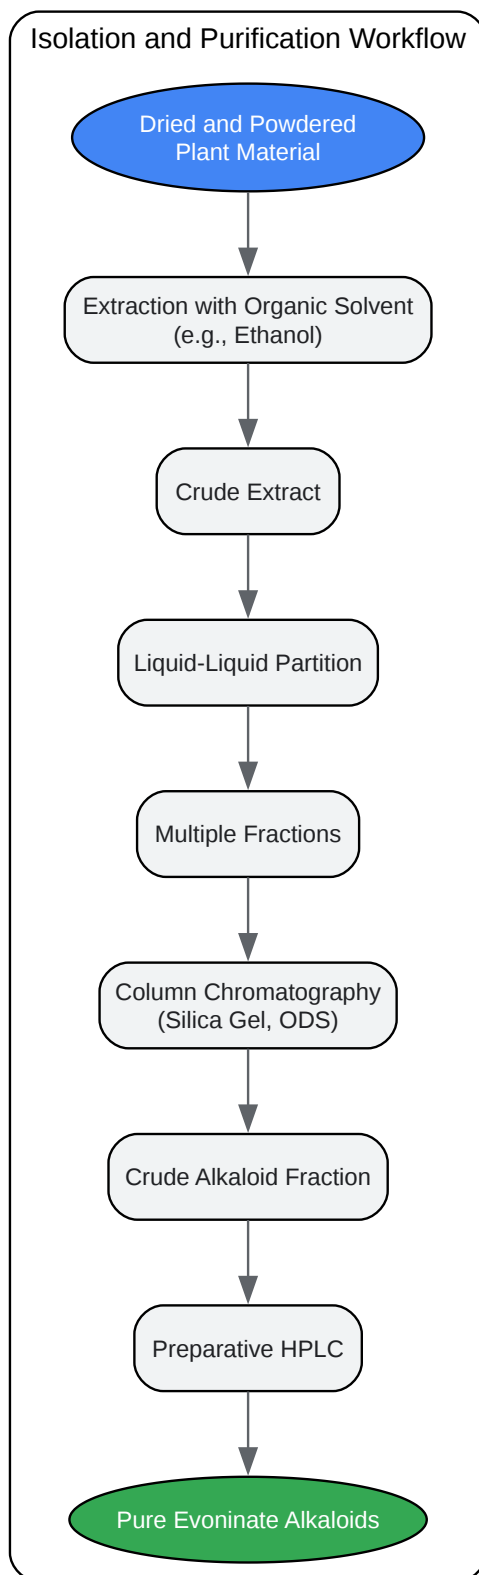 Isolation and Purification Workflow
Dried and Powdered
Plant Material
Extraction with Organic Solvent
(e.g., Ethanol)
Crude Extract
Liquid-Liquid Partition
Multiple Fractions
Column Chromatography
(Silica Gel, ODS)
Crude Alkaloid Fraction
Preparative HPLC
Pure Evoninate Alkaloids